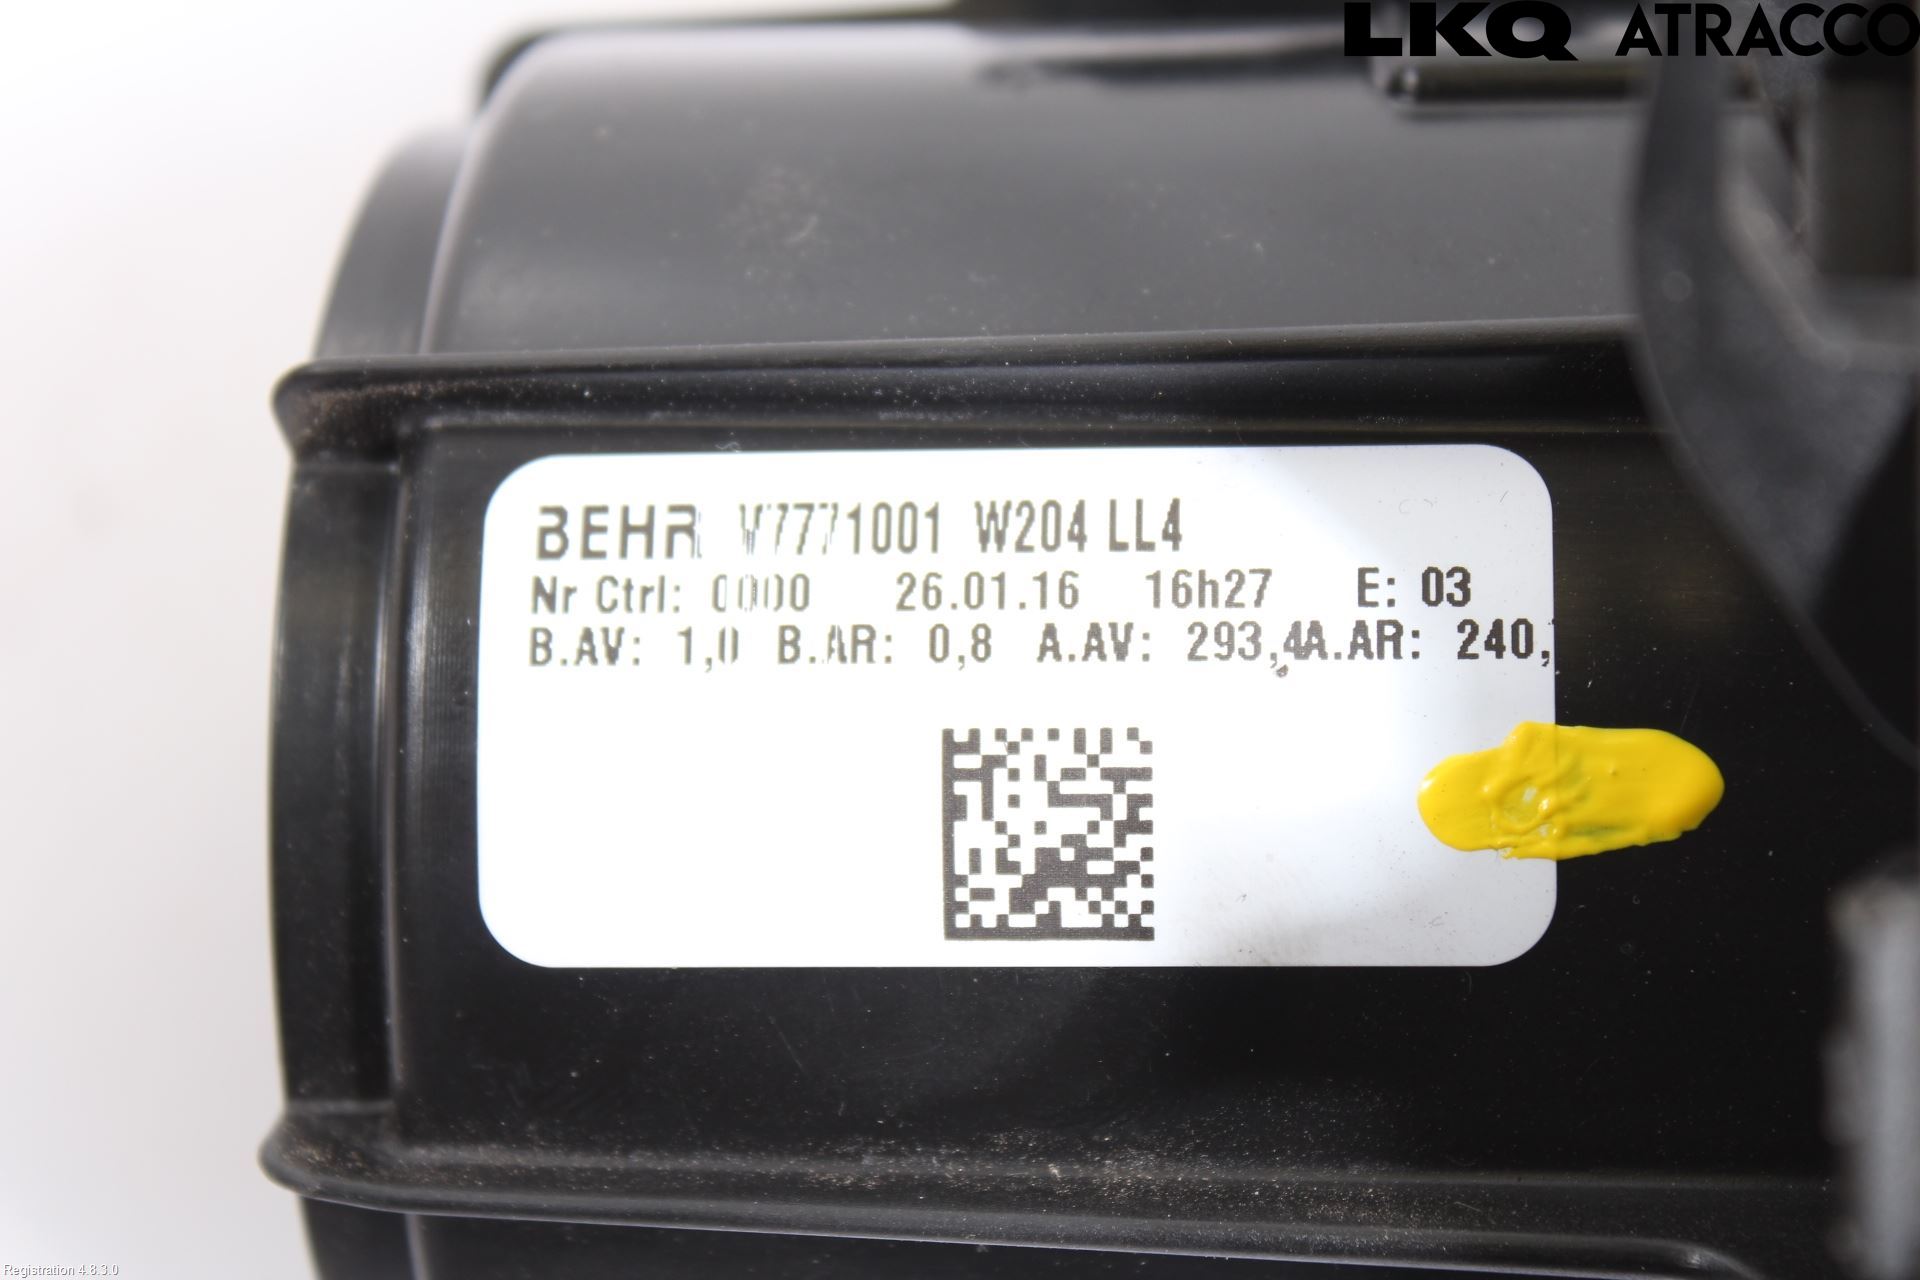 LKQ ATRACCO
BEHR V7771001 W204 LL4
Nr Ctrl: 0000 26.01.16 16h27 E: 03
B.AV: 1,0 B.AR: 0,8 A.AV: 293,4A.AR: 240,
Registration 4.8.3.0